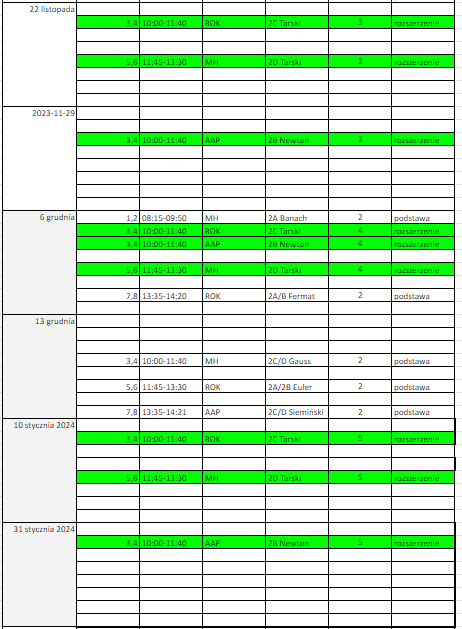 22 listopada
3,4 10:00-11:40 ROK 2C Tarski 3 rozszerzenie
5,6 11:45-13:30 MH 2D Tarski 3 rozszerzenie
2023-11-29
3,4 10:00-11:40 AAP 2B Newton 3 rozszerzenie
6 grudnia 1,2 08:15-09:50 MH 2A Banach 2 podstawa
3,4 10:00-11:40 ROK 2C Tarski 4 rozszerzenie
3,4 10:00-11:40 AAP 2B Newton 4 rozszerzenie
5,6 11:45-13:30 MH 2D Tarski 4 rozszerzenie
7,8 13:35-14:20 ROK 2A/B Fermat 2 podstawa
13 grudnia
3,4 10:00-11:40 MH 2C/D Gauss 2 podstawa
5,6 11:45-13:30 ROK 2A/2B Euler 2 podstawa
7,8 13:35-14:21 AAP 2C/D Siemiński 2 podstawa
10 stycznia 2024
3,4 10:00-11:40 ROK 2C Tarski 5 rozszerzenie
5,6 11:45-13:30 MH 2D Tarski 5 rozszerzenie
31 stycznia 2024
3,4 10:00-11:40 AAP 2B Newton 5 rozszerzenie